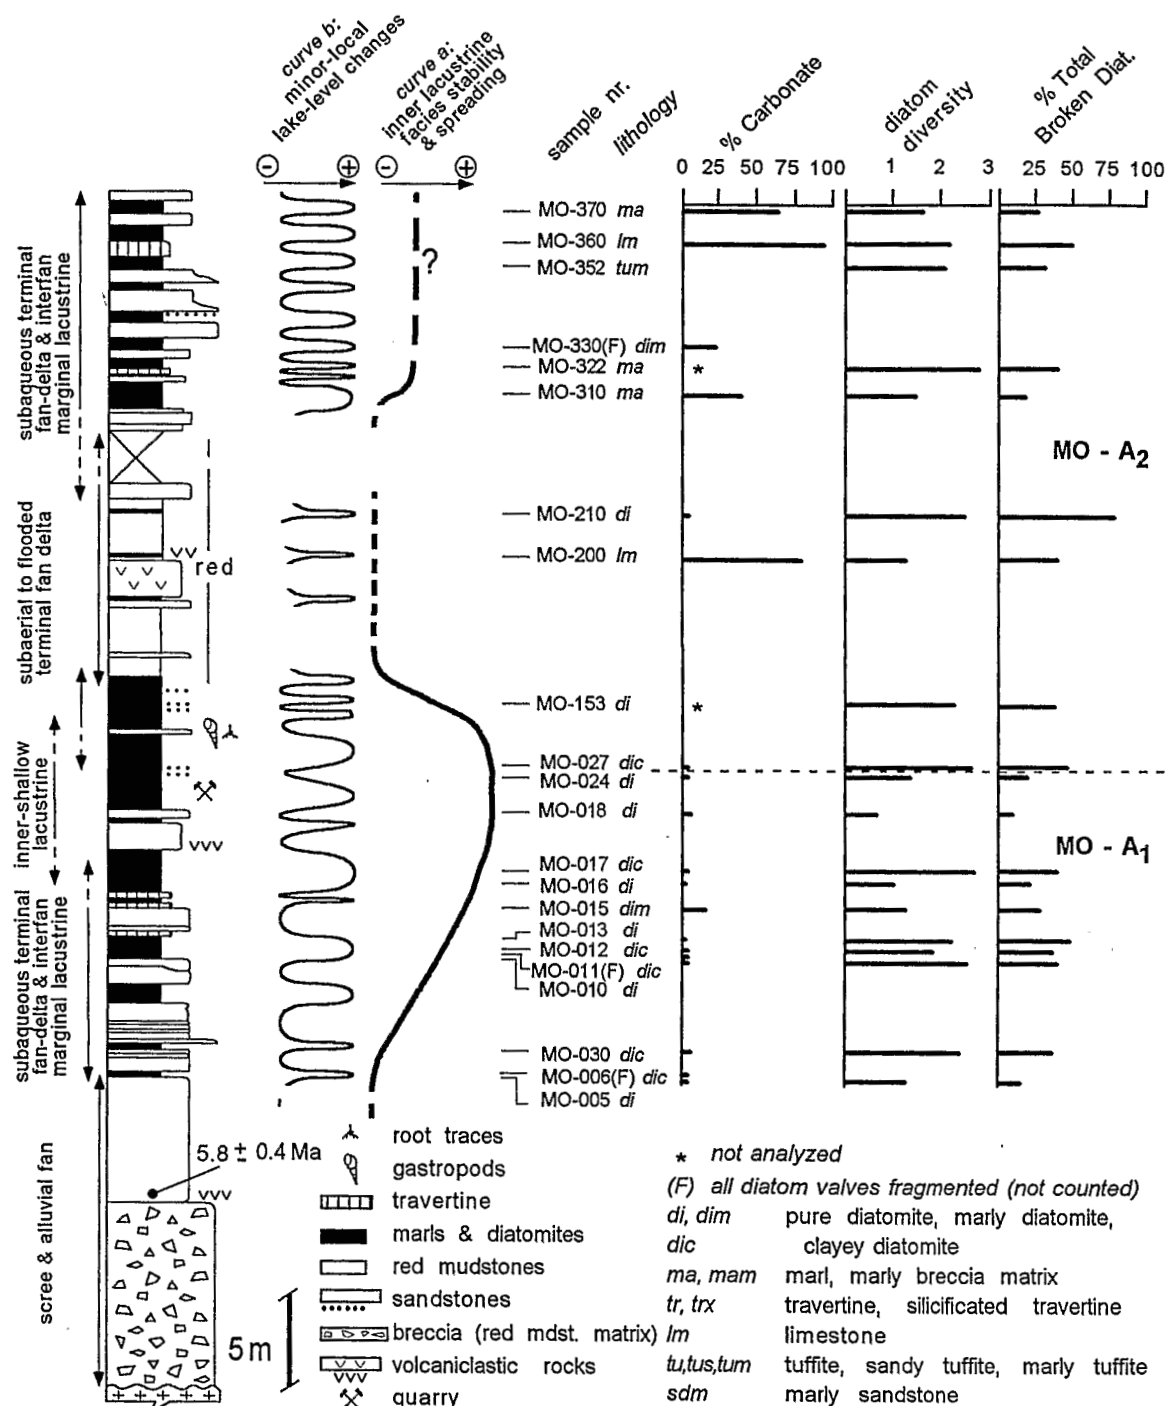 curve b:
minor-local
lake-level changes
curve a:
inner lacustrine
facies stability
& spreading
sample nr.
lithology
% Carbonate
diatom
diversity
% Total
Broken Diat.
- + - +
0 25 50 75 100
1 2 3
25 50 75 100
subaqueous terminal
fan-delta & interfan
marginal lacustrine
subaerial to flooded
terminal fan delta
inner-shallow
lacustrine
subaqueous terminal
fan-delta & interfan
marginal lacustrine
scree & alluvial fan
red
?
MO-370 ma
MO-360 lm
MO-352 tum
MO-330(F) dim
MO-322 ma *
MO-310 ma
MO - A2
MO-210 di
MO-200 lm
MO-153 di *
MO-027 dic
MO-024 di
MO-018 di
MO - A1
MO-017 dic
MO-016 di
MO-015 dim
MO-013 di
MO-012 dic
MO-011(F) dic
MO-010 di
MO-030 dic
MO-006(F) dic
MO-005 di
5.8 ± 0.4 Ma
5m
root traces
gastropods
travertine
marls & diatomites
red mudstones
sandstones
breccia (red mdst. matrix)
volcaniclastic rocks
quarry
* not analyzed
(F) all diatom valves fragmented (not counted)
di, dim pure diatomite, marly diatomite,
dic clayey diatomite
ma, mam marl, marly breccia matrix
tr, trx travertine, silicificated travertine
lm limestone
tu,tus,tum tuffite, sandy tuffite, marly tuffite
sdm marly sandstone